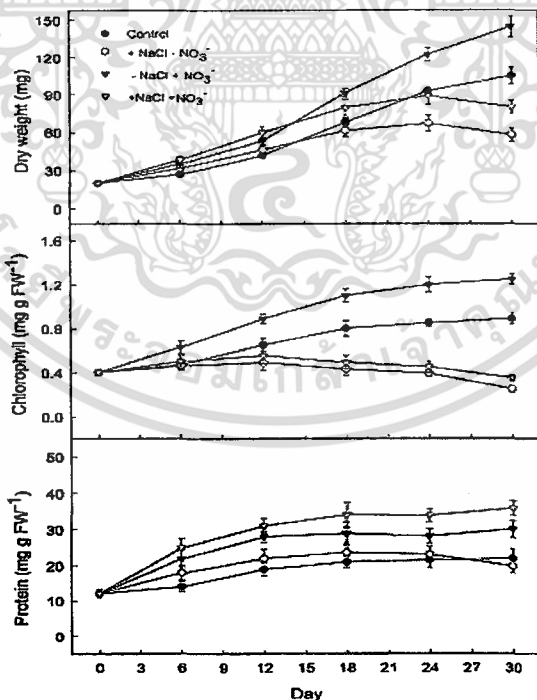 Control
+ NaCl - NO₃⁻
- NaCl + NO₃⁻
+NaCl +NO₃⁻
Dry weight (mg)
150
120
90
60
30
0
Chlorophyll (mg g FW⁻¹)
1.6
1.2
0.8
0.4
0.0
Protein (mg g FW⁻¹)
50
40
30
20
10
0
0 3 6 9 12 15 18 21 24 27 30
Day